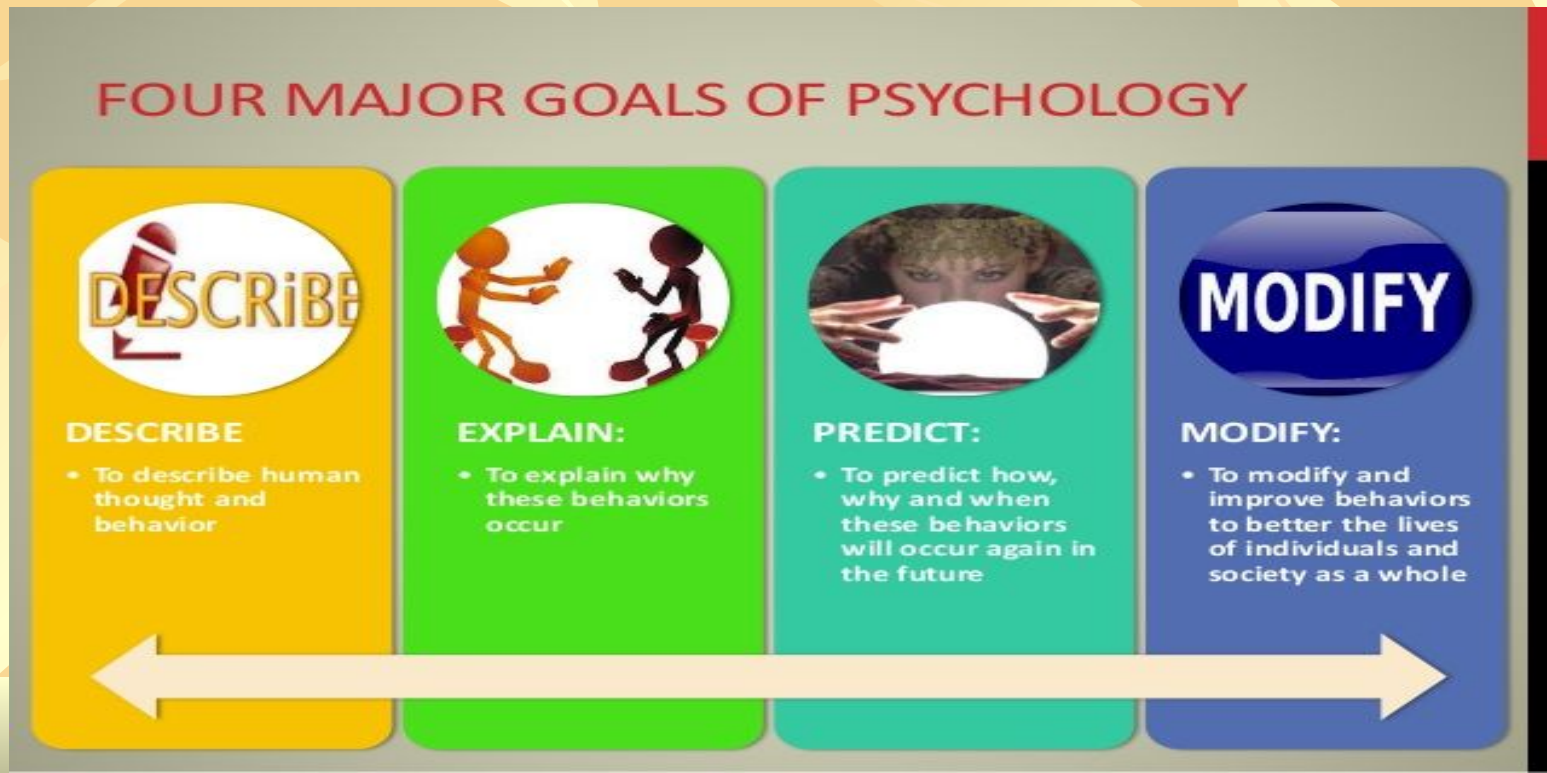 FOUR MAJOR GOALS OF PSYCHOLOGY
DESCRiBE
DESCRIBE
• To describe human
thought and
behavior
EXPLAIN:
• To explain why
these behaviors
occur
PREDICT:
• To predict how,
why and when
these behaviors
will occur again in
the future
MODIFY
MODIFY:
• To modify and
improve behaviors
to better the lives
of individuals and
society as a whole